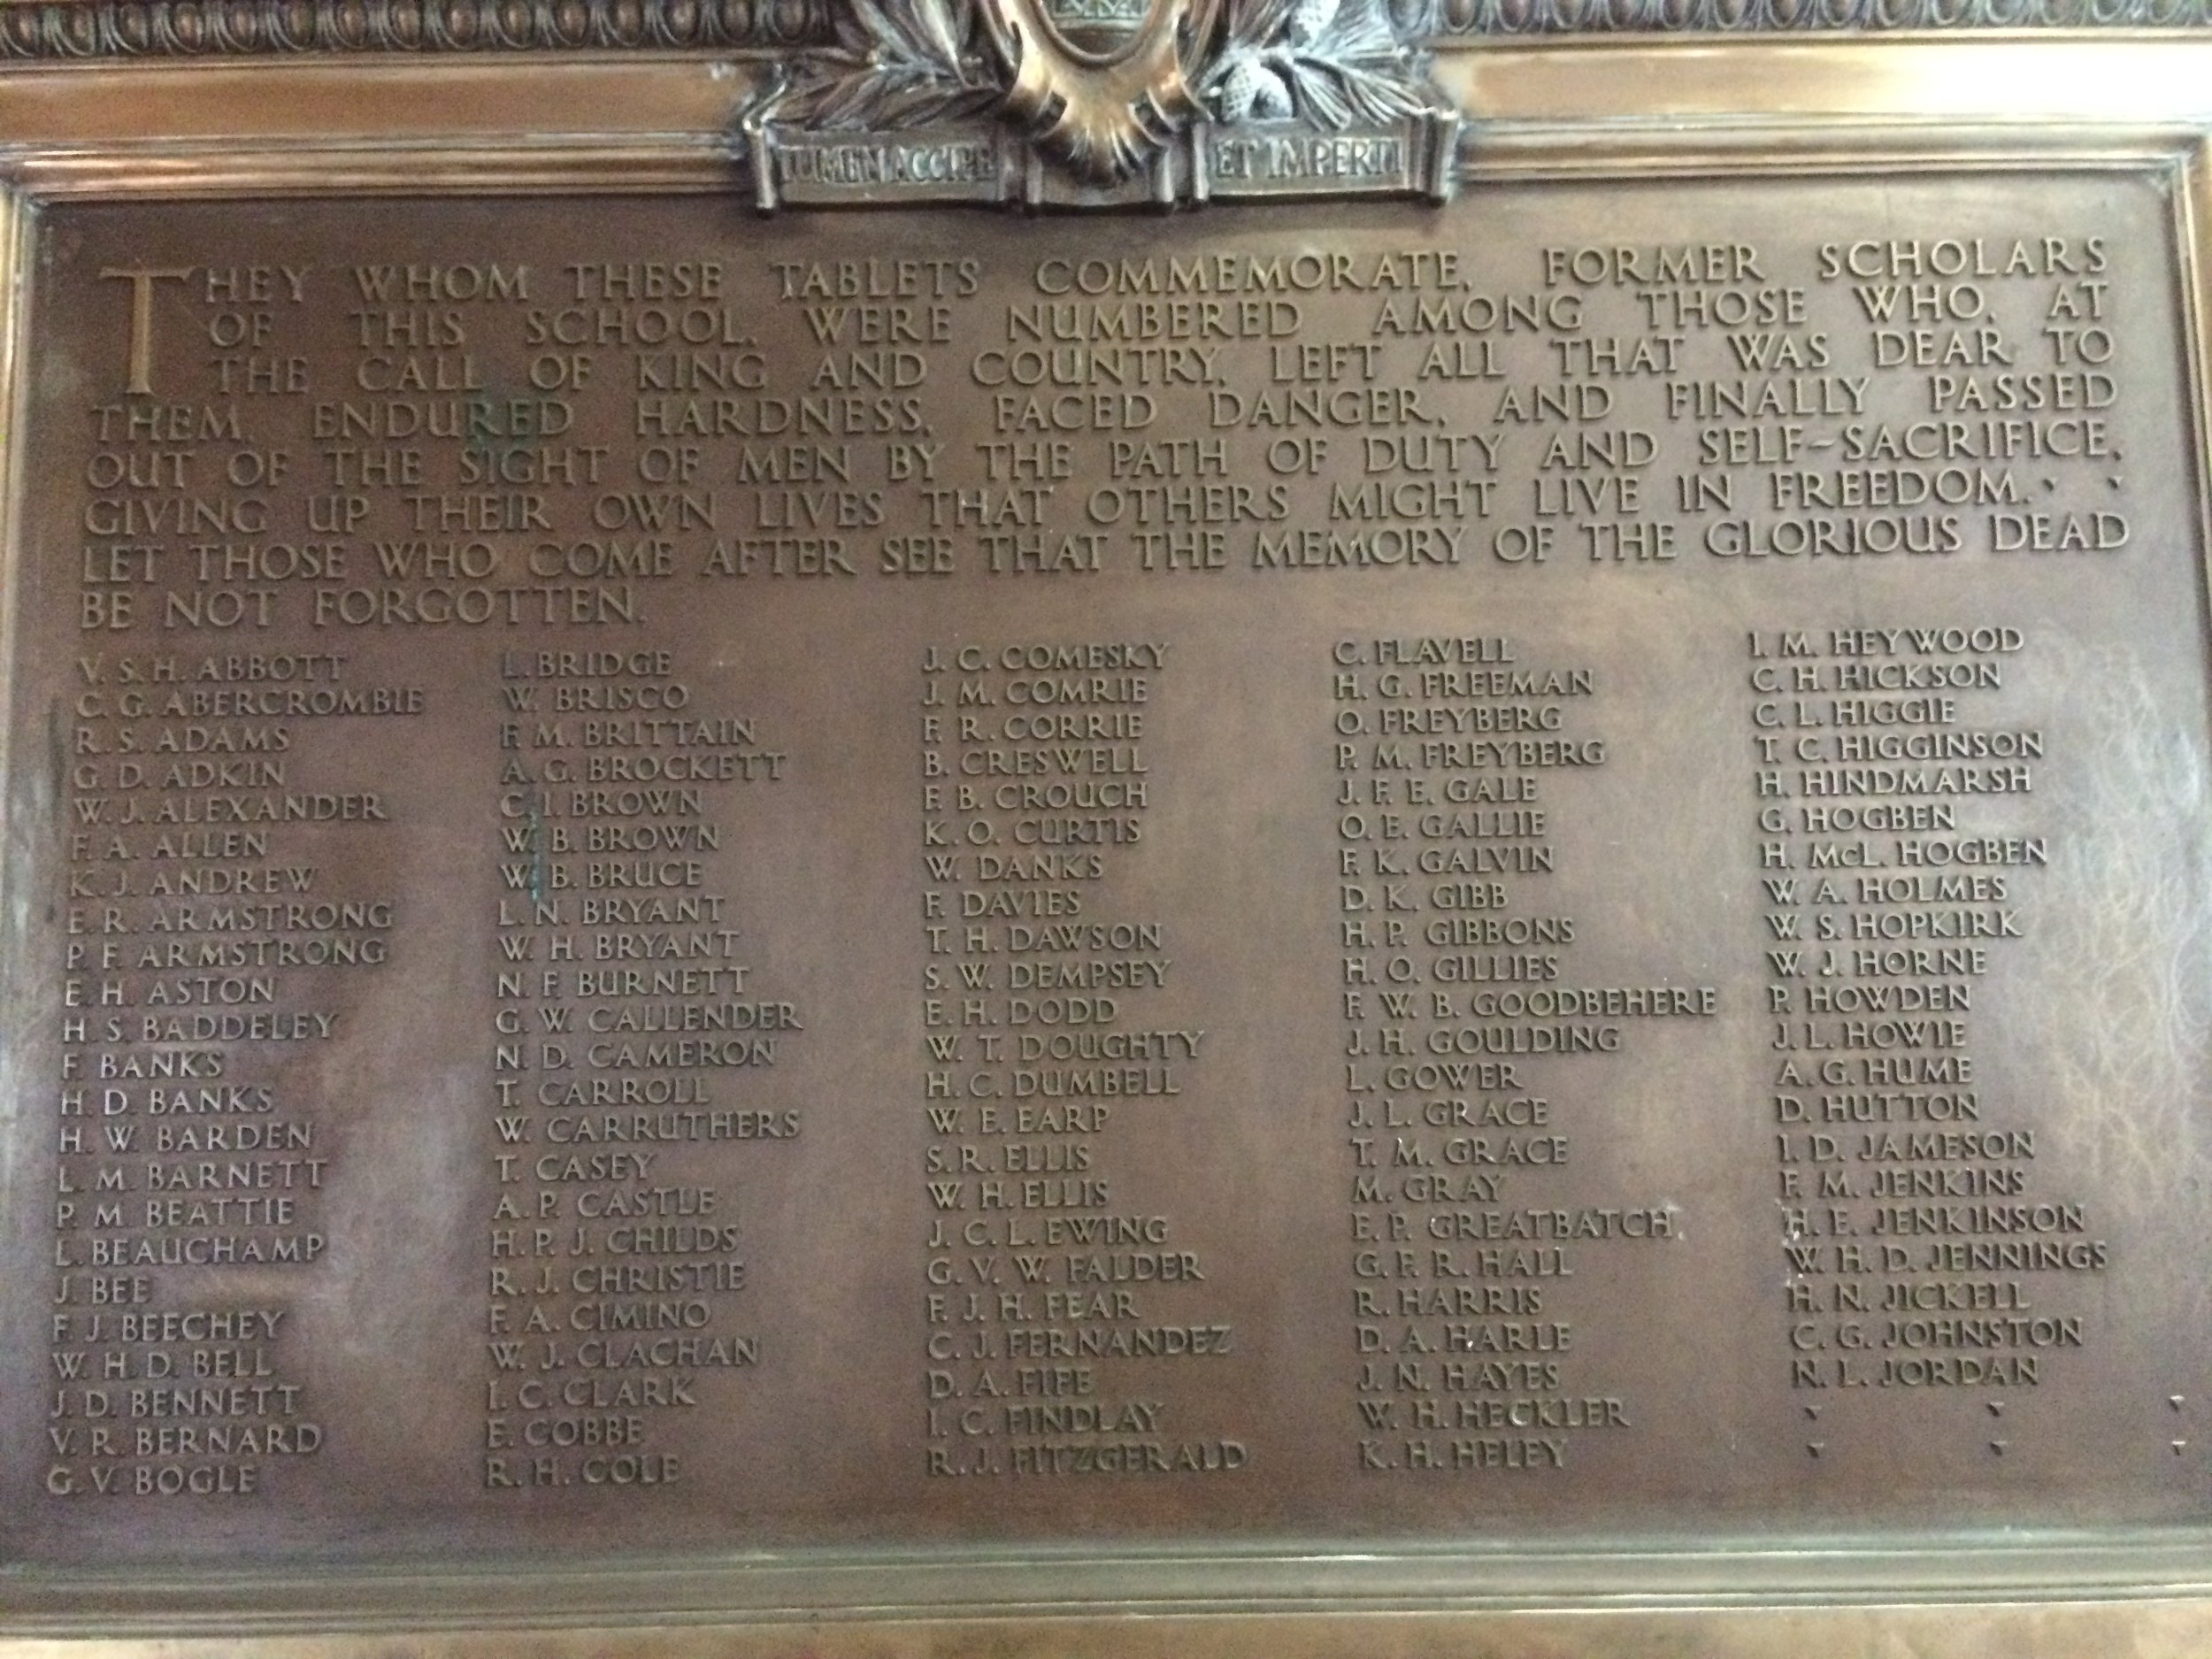 LUMEN ACCIPE ET IMPERTI
THEY WHOM THESE TABLETS COMMEMORATE, FORMER SCHOLARS
OF THIS SCHOOL, WERE NUMBERED AMONG THOSE WHO, AT
THE CALL OF KING AND COUNTRY, LEFT ALL THAT WAS DEAR TO
THEM, ENDURED HARDNESS, FACED DANGER, AND FINALLY PASSED
OUT OF THE SIGHT OF MEN BY THE PATH OF DUTY AND SELF-SACRIFICE,
GIVING UP THEIR OWN LIVES THAT OTHERS MIGHT LIVE IN FREEDOM.
LET THOSE WHO COME AFTER SEE THAT THE MEMORY OF THE GLORIOUS DEAD
BE NOT FORGOTTEN.
V. S. H. ABBOTT
C. G. ABERCROMBIE
R. S. ADAMS
G. D. ADKIN
W. J. ALEXANDER
F. A. ALLEN
K. J. ANDREW
E. R. ARMSTRONG
P. F. ARMSTRONG
E. H. ASTON
H. S. BADDELEY
F. BANKS
H. D. BANKS
H. W. BARDEN
L. M. BARNETT
P. M. BEATTIE
L. BEAUCHAMP
J. BEE
F. J. BEECHEY
W. H. D. BELL
J. D. BENNETT
V. R. BERNARD
G. V. BOGLE
L. BRIDGE
W. BRISCO
F. M. BRITTAIN
A. G. BROCKETT
C. I. BROWN
W. B. BROWN
W. B. BRUCE
L. N. BRYANT
W. H. BRYANT
N. F. BURNETT
G. W. CALLENDER
N. D. CAMERON
T. CARROLL
W. CARRUTHERS
T. CASEY
A. P. CASTLE
H. P. J. CHILDS
R. J. CHRISTIE
F. A. CIMINO
W. J. CLACHAN
I. C. CLARK
E. COBBE
R. H. COLE
J. C. COMESKY
J. M. COMRIE
F. R. CORRIE
B. CRESWELL
F. B. CROUCH
K. O. CURTIS
W. DANKS
F. DAVIES
T. H. DAWSON
S. W. DEMPSEY
E. H. DODD
W. T. DOUGHTY
H. C. DUMBELL
W. E. EARP
S. R. ELLIS
W. H. ELLIS
J. C. L. EWING
G. V. W. FALDER
F. J. H. FEAR
C. J. FERNANDEZ
D. A. FIFE
I. C. FINDLAY
R. J. FITZGERALD
C. FLAVELL
H. G. FREEMAN
O. FREYBERG
P. M. FREYBERG
J. F. E. GALE
O. E. GALLIE
F. K. GALVIN
D. K. GIBB
H. P. GIBBONS
H. O. GILLIES
F. W. B. GOODBEHERE
J. H. GOULDING
L. GOWER
J. L. GRACE
T. M. GRACE
M. GRAY
E. P. GREATBATCH
G. F. R. HALL
R. HARRIS
D. A. HARLE
J. N. HAYES
W. H. HECKLER
K. H. HELEY
I. M. HEYWOOD
C. H. HICKSON
C. L. HIGGIE
T. C. HIGGINSON
H. HINDMARSH
G. HOGBEN
H. McL. HOGBEN
W. A. HOLMES
W. S. HOPKIRK
W. J. HORNE
P. HOWDEN
J. L. HOWIE
A. G. HUME
D. HUTTON
I. D. JAMESON
F. M. JENKINS
H. E. JENKINSON
W. H. D. JENNINGS
H. N. JICKELL
C. G. JOHNSTON
N. L. JORDAN